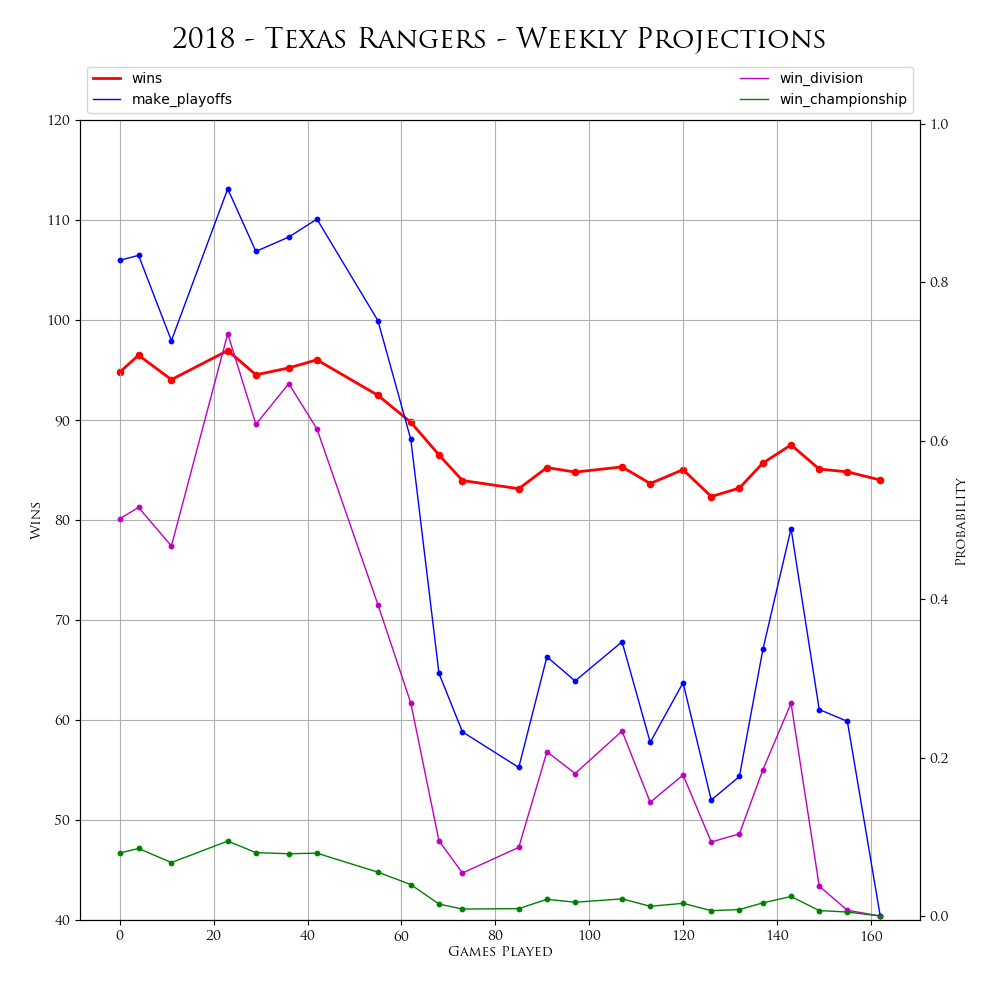 2018 - Texas Rangers - Weekly Projections
wins
make_playoffs
win_division
win_championship
120
110
100
90
80
70
60
50
40
Wins
1.0
0.8
0.6
0.4
0.2
0.0
Probability
0 20 40 60 80 100 120 140 160
Games Played